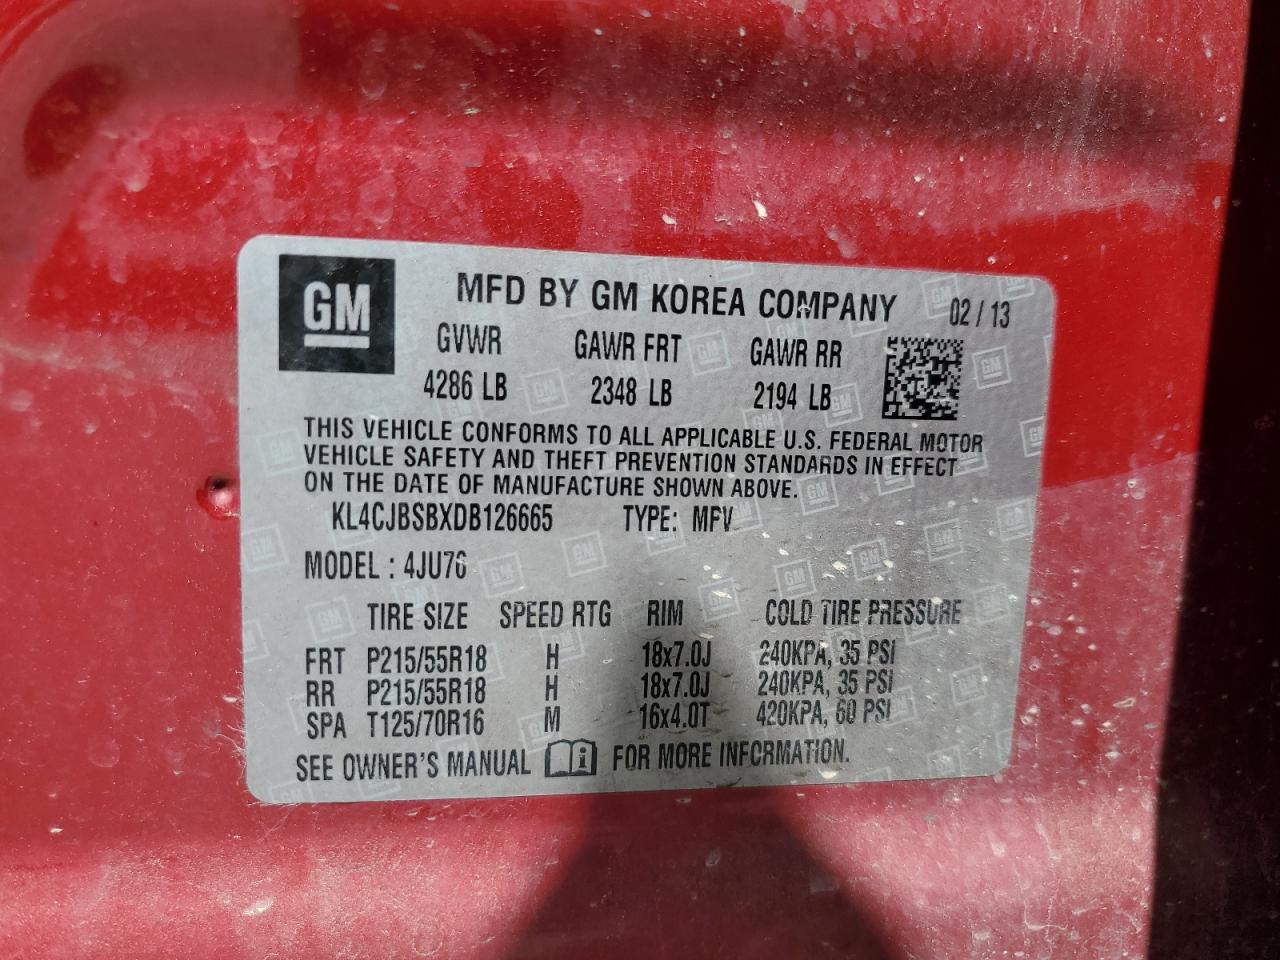 GM MFD BY GM KOREA COMPANY 02 / 13
GVWR GAWR FRT GAWR RR
4286 LB 2348 LB 2194 LB
THIS VEHICLE CONFORMS TO ALL APPLICABLE U.S. FEDERAL MOTOR
VEHICLE SAFETY AND THEFT PREVENTION STANDARDS IN EFFECT
ON THE DATE OF MANUFACTURE SHOWN ABOVE.
KL4CJBSBXDB126665 TYPE: MFV
MODEL : 4JU76
TIRE SIZE SPEED RTG RIM COLD TIRE PRESSURE
FRT P215/55R18 H 18x7.0J 240KPA, 35 PSI
RR P215/55R18 H 18x7.0J 240KPA, 35 PSI
SPA T125/70R16 M 16x4.0T 420KPA, 60 PSI
SEE OWNER'S MANUAL i FOR MORE INFORMATION.